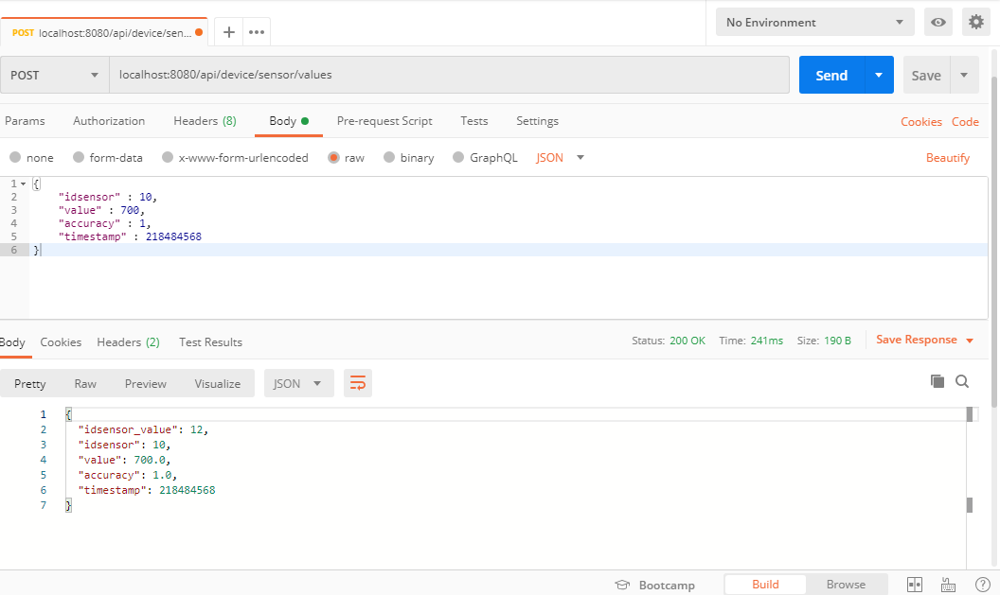 POST localhost:8080/api/device/sen...
No Environment
POST localhost:8080/api/device/sensor/values Send Save
Params Authorization Headers (8) Body Pre-request Script Tests Settings Cookies Code
none form-data x-www-form-urlencoded raw binary GraphQL JSON Beautify
1 {
2 "idsensor" : 10,
3 "value" : 700,
4 "accuracy" : 1,
5 "timestamp" : 218484568
6 }
Body Cookies Headers (2) Test Results Status: 200 OK Time: 241ms Size: 190 B Save Response
Pretty Raw Preview Visualize JSON
1 {
2 "idsensor_value": 12,
3 "idsensor": 10,
4 "value": 700.0,
5 "accuracy": 1.0,
6 "timestamp": 218484568
7 }
Bootcamp Build Browse ?